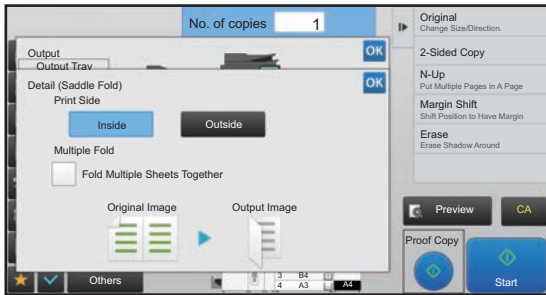 No. of copies 1
Output
Output Tray
OK
Detail (Saddle Fold)
OK
Print Side
Inside
Outside
Multiple Fold
Fold Multiple Sheets Together
Original Image
Output Image
Others
3 B4
4 A3
A4
Original
Change Size/Direction.
2-Sided Copy
N-Up
Put Multiple Pages in A Page
Margin Shift
Shift Position to Have Margin
Erase
Erase Shadow Around
Preview
CA
Proof Copy
Start